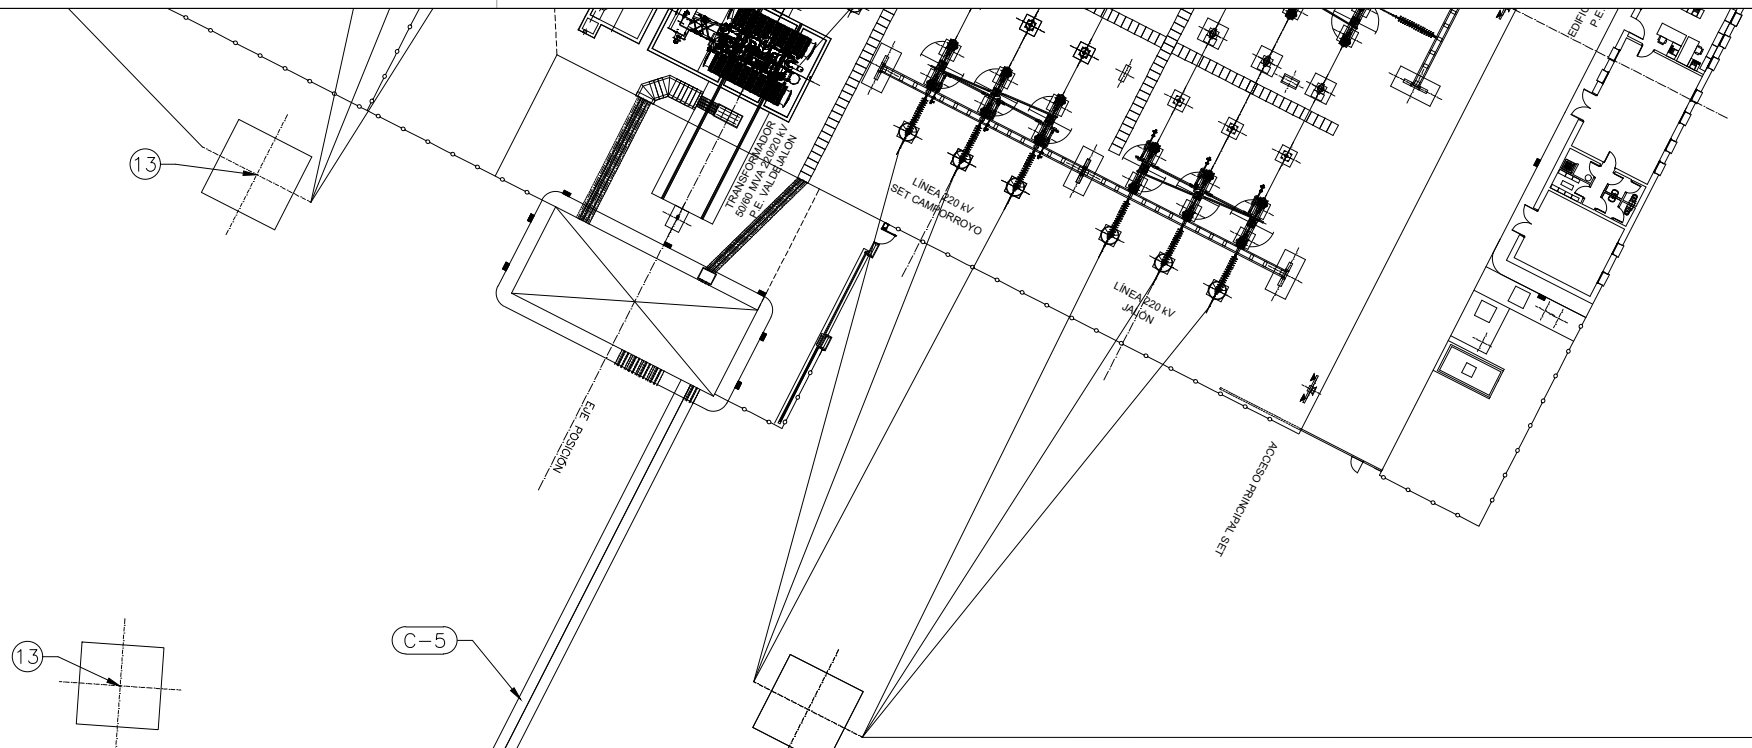 EDIFIC
P.E.
13
TRANSFORMADOR
50/60 MVA 220/20 kV
P.E. VALDEJALON
LÍNEA 220 kV
SET CAMPORROYO
LÍNEA 220 kV
JALÓN
EJE POSICIÓN
ACCESO PRINCIPAL SET
13
C-5